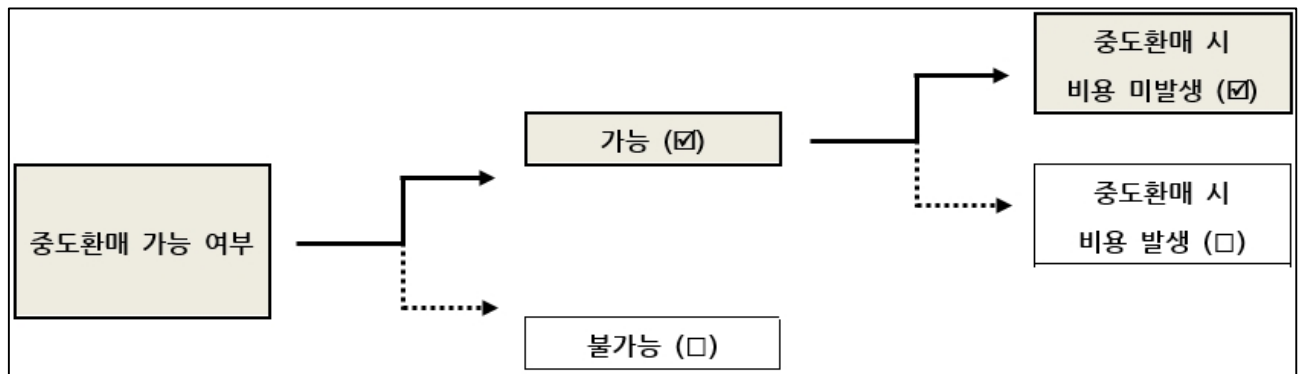 중도환매 가능 여부
가능 (☑)
불가능 (□)
중도환매 시
비용 미발생 (☑)
중도환매 시
비용 발생 (□)